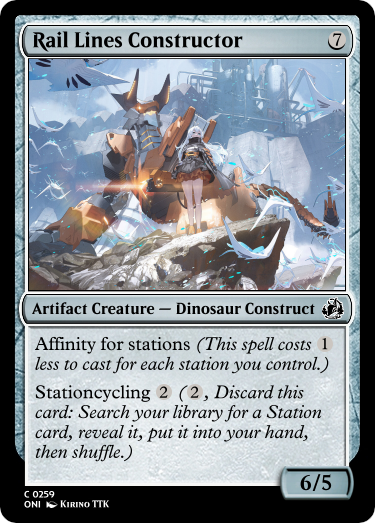 Rail Lines Constructor 7
Artifact Creature — Dinosaur Construct
Affinity for stations (This spell costs 1
less to cast for each station you control.)
Stationcycling 2 ( 2 , Discard this
card: Search your library for a Station
card, reveal it, put it into your hand,
then shuffle.)
6/5
C 0259
ONI Kirino TTK